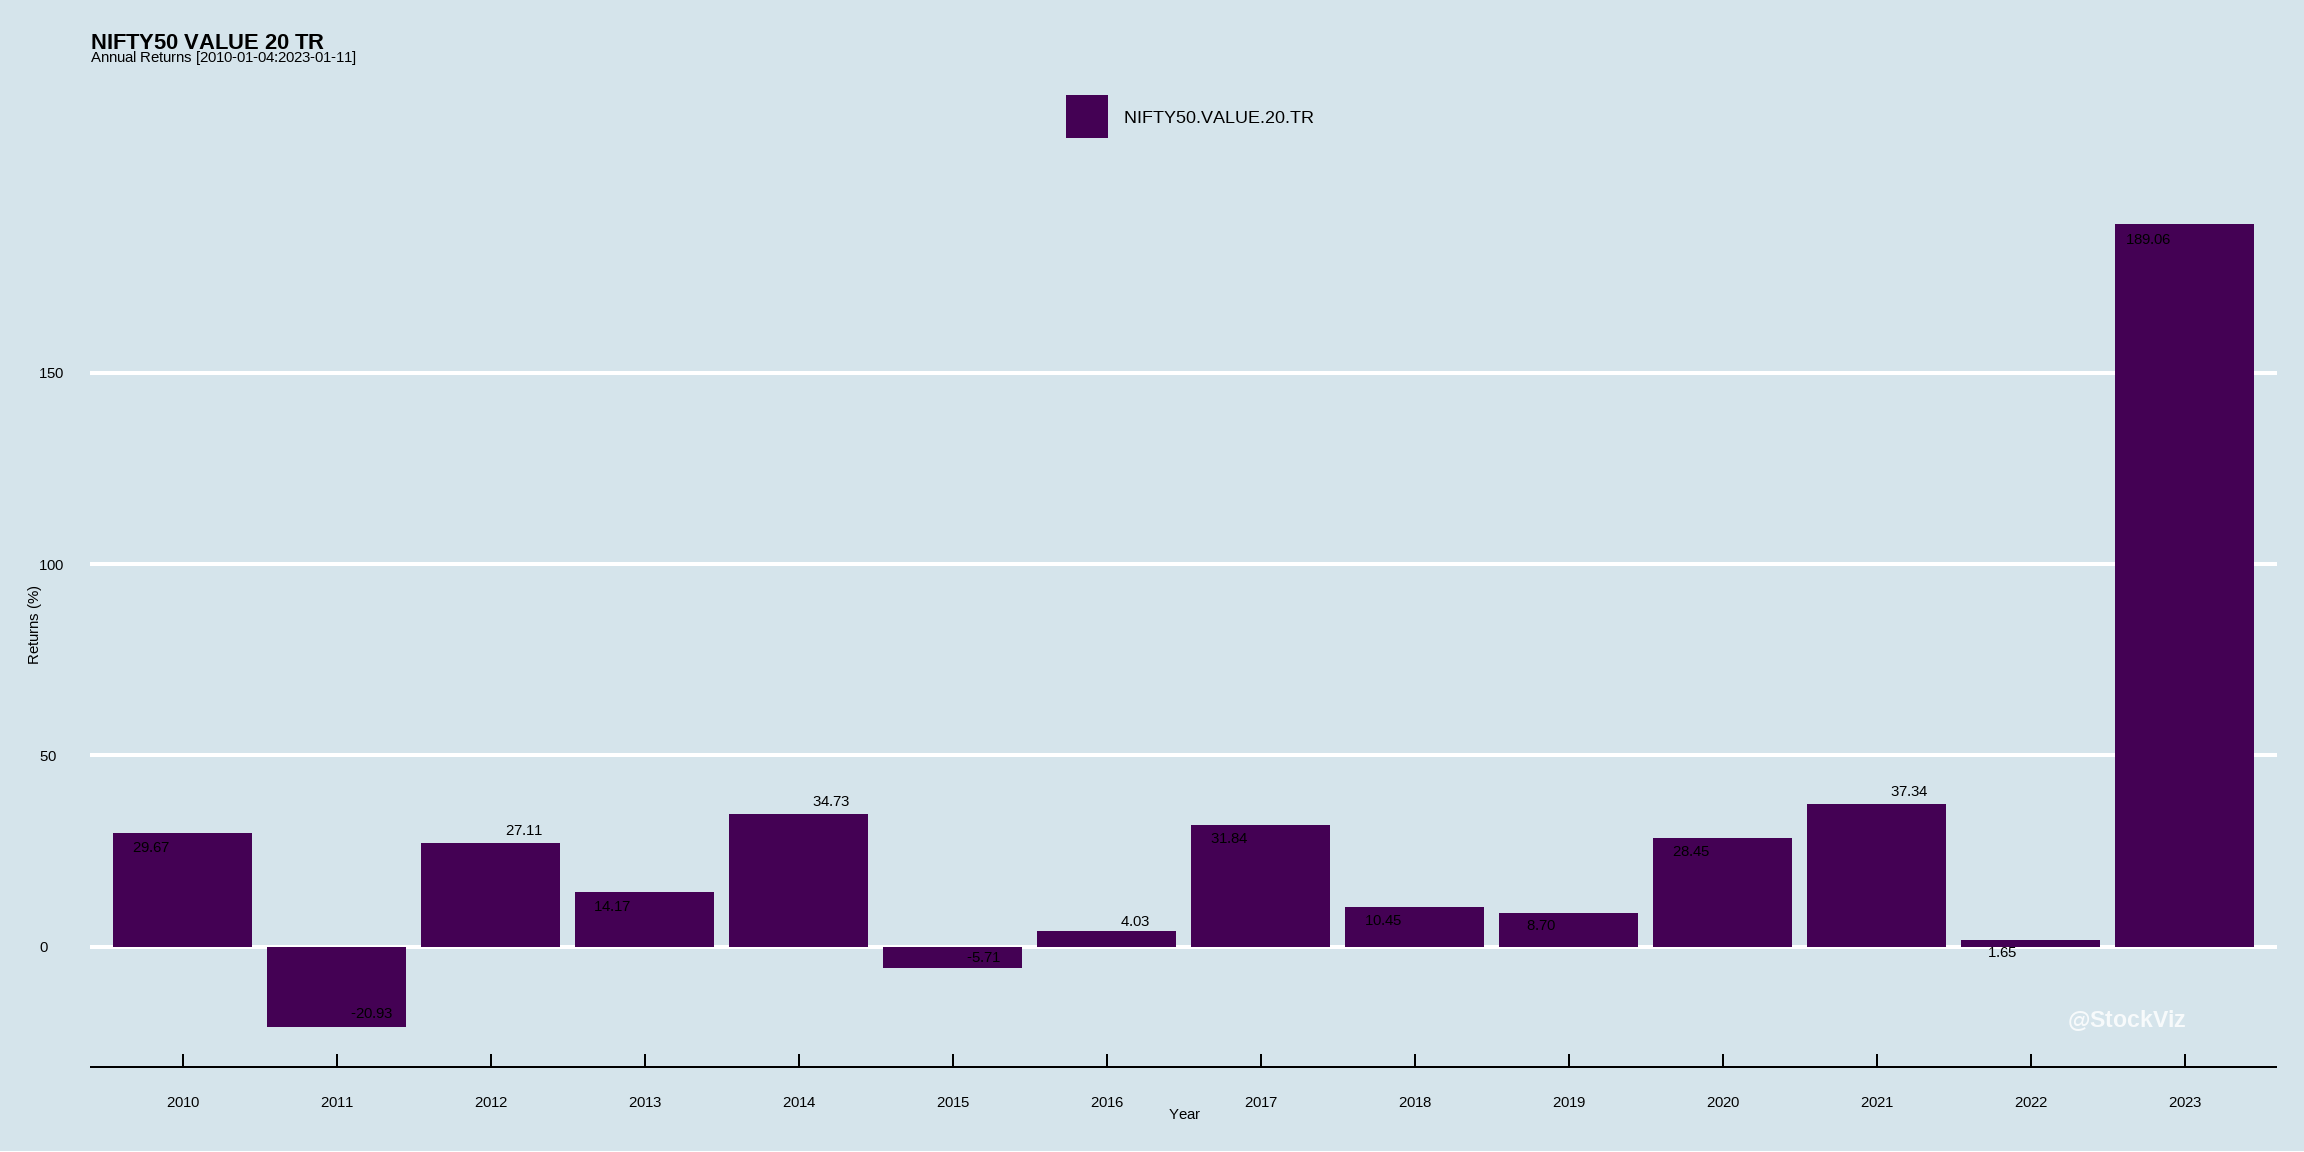 NIFTY50 VALUE 20 TR
Annual Returns [2010-01-04:2023-01-11]
NIFTY50.VALUE.20.TR
189.06
150
100
Returns (%)
50
37.34
34.73
27.11
31.84
29.67
28.45
14.17
4.03
10.45
8.70
0
1.65
-5.71
-20.93
@StockViz
2010 2011 2012 2013 2014 2015 2016 2017 2018 2019 2020 2021 2022 2023
Year